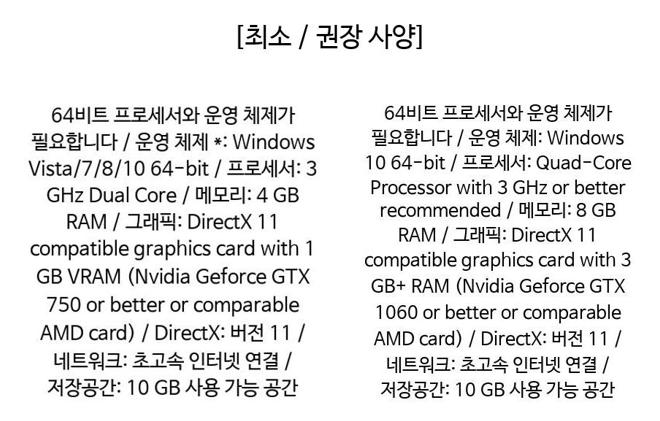 [최소 / 권장 사양]
64비트 프로세서와 운영 체제가
필요합니다 / 운영 체제 *: Windows
Vista/7/8/10 64-bit / 프로세서: 3
GHz Dual Core / 메모리: 4 GB
RAM / 그래픽: DirectX 11
compatible graphics card with 1
GB VRAM (Nvidia Geforce GTX
750 or better or comparable
AMD card) / DirectX: 버전 11 /
네트워크: 초고속 인터넷 연결 /
저장공간: 10 GB 사용 가능 공간
64비트 프로세서와 운영 체제가
필요합니다 / 운영 체제: Windows
10 64-bit / 프로세서: Quad-Core
Processor with 3 GHz or better
recommended / 메모리: 8 GB
RAM / 그래픽: DirectX 11
compatible graphics card with 3
GB+ RAM (Nvidia Geforce GTX
1060 or better or comparable
AMD card) / DirectX: 버전 11 /
네트워크: 초고속 인터넷 연결 /
저장공간: 10 GB 사용 가능 공간